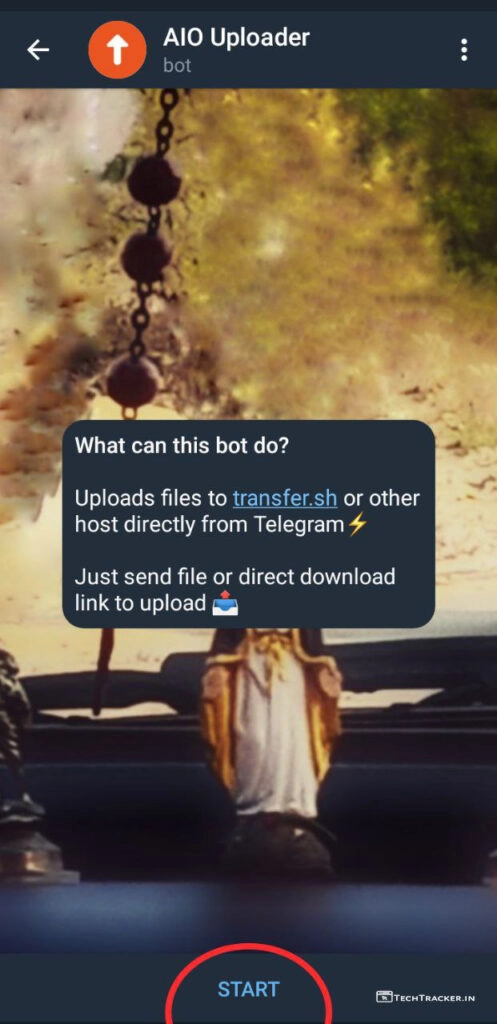 AIO Uploader
bot
What can this bot do?
Uploads files to transfer.sh or other
host directly from Telegram⚡
Just send file or direct download
link to upload 📤
START
TECHTRACKER.IN